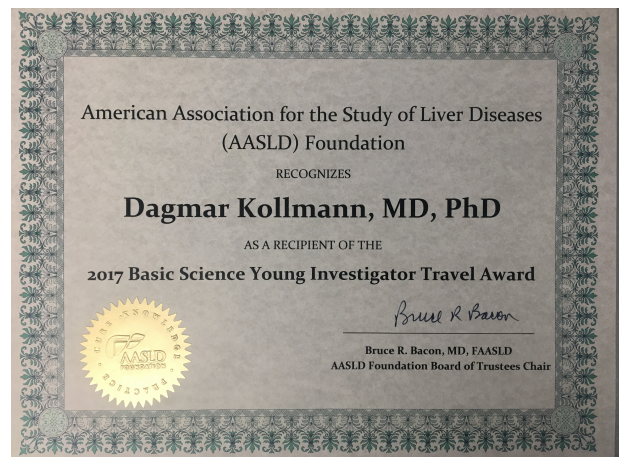 American Association for the Study of Liver Diseases
(AASLD) Foundation
RECOGNIZES
Dagmar Kollmann, MD, PhD
AS A RECIPIENT OF THE
2017 Basic Science Young Investigator Travel Award
Bruce R Bacon
Bruce R. Bacon, MD, FAASLD
AASLD Foundation Board of Trustees Chair
AASLD
FOUNDATION